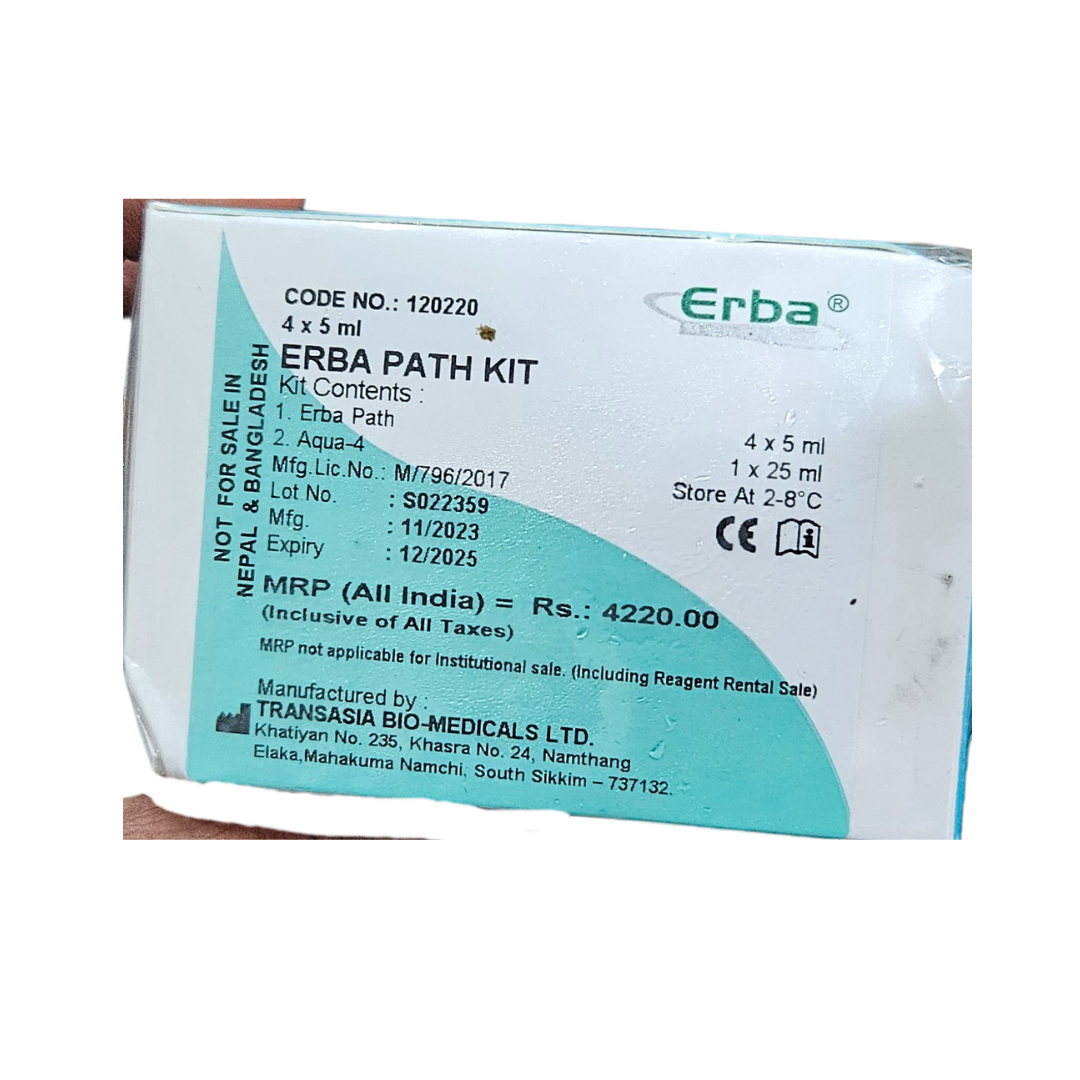 Erba®
CODE NO.: 120220
4 x 5 ml
ERBA PATH KIT
Kit Contents :
1. Erba Path 4 x 5 ml
2. Aqua-4 1 x 25 ml
Store At 2-8°C
Mfg.Lic.No.: M/796/2017
Lot No. : S022359
Mfg. : 11/2023
Expiry : 12/2025
CE
NOT FOR SALE IN
NEPAL & BANGLADESH
MRP (All India) = Rs.: 4220.00
(Inclusive of All Taxes)
MRP not applicable for Institutional sale. (Including Reagent Rental Sale)
Manufactured by :
TRANSASIA BIO-MEDICALS LTD.
Khatiyan No. 235, Khasra No. 24, Namthang
Elaka,Mahakuma Namchi, South Sikkim – 737132.